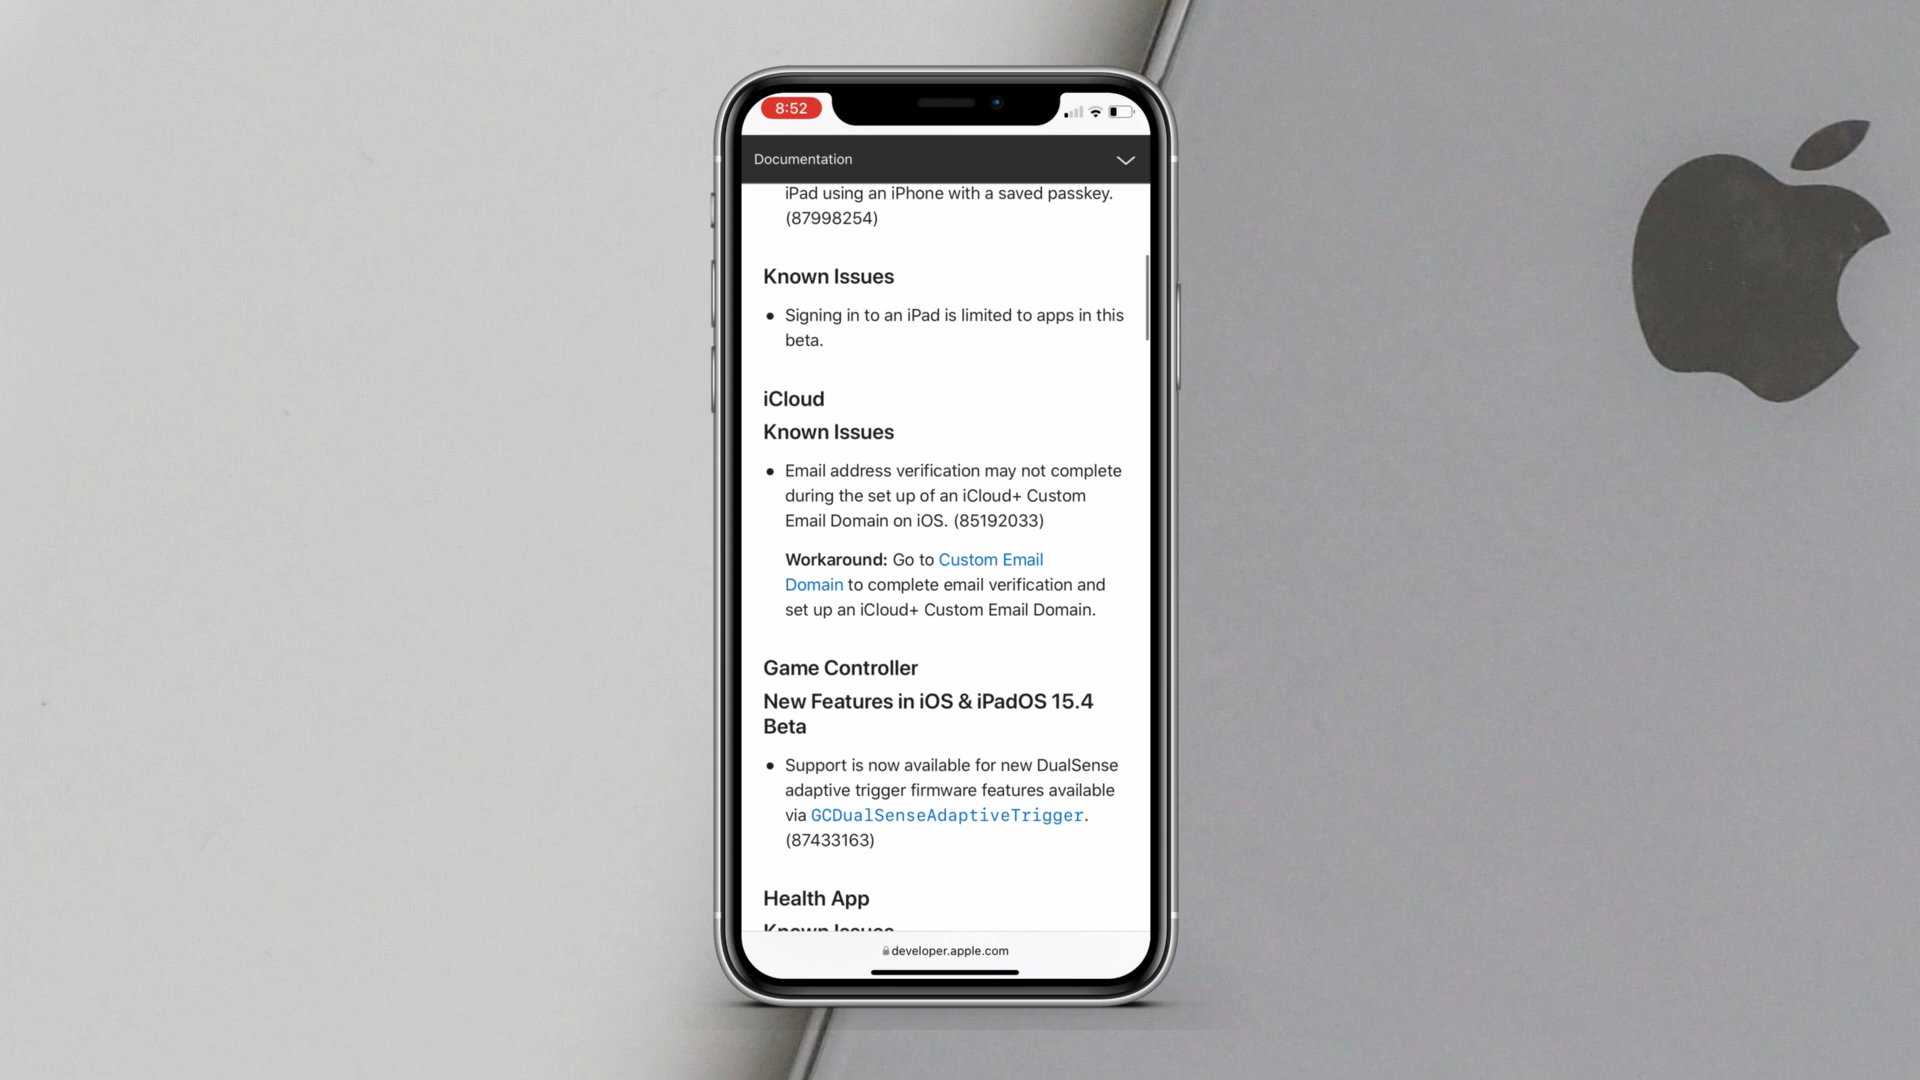 8:52
Documentation
iPad using an iPhone with a saved passkey.
(87998254)
Known Issues
• Signing in to an iPad is limited to apps in this
beta.
iCloud
Known Issues
• Email address verification may not complete
during the set up of an iCloud+ Custom
Email Domain on iOS. (85192033)
Workaround: Go to Custom Email
Domain to complete email verification and
set up an iCloud+ Custom Email Domain.
Game Controller
New Features in iOS & iPadOS 15.4
Beta
• Support is now available for new DualSense
adaptive trigger firmware features available
via GCDualSenseAdaptiveTrigger.
(87433163)
Health App
Known Issues
developer.apple.com